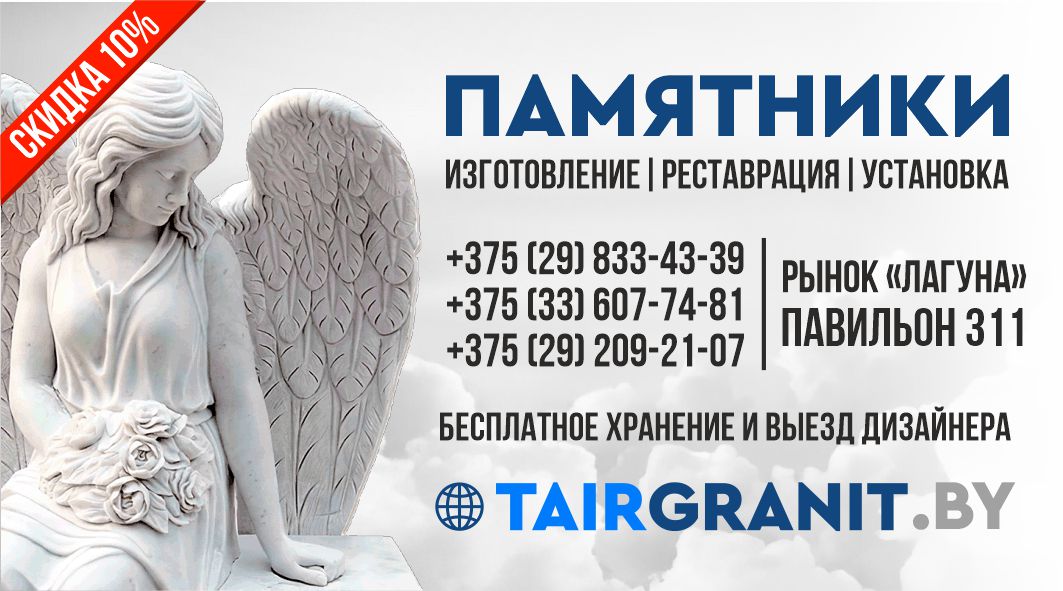 СКИДКА 10%
ПАМЯТНИКИ
ИЗГОТОВЛЕНИЕ | РЕСТАВРАЦИЯ | УСТАНОВКА
+375 (29) 833-43-39
+375 (33) 607-74-81
+375 (29) 209-21-07
РЫНОК «ЛАГУНА»
ПАВИЛЬОН 311
БЕСПЛАТНОЕ ХРАНЕНИЕ И ВЫЕЗД ДИЗАЙНЕРА
TAIRGRANIT.BY